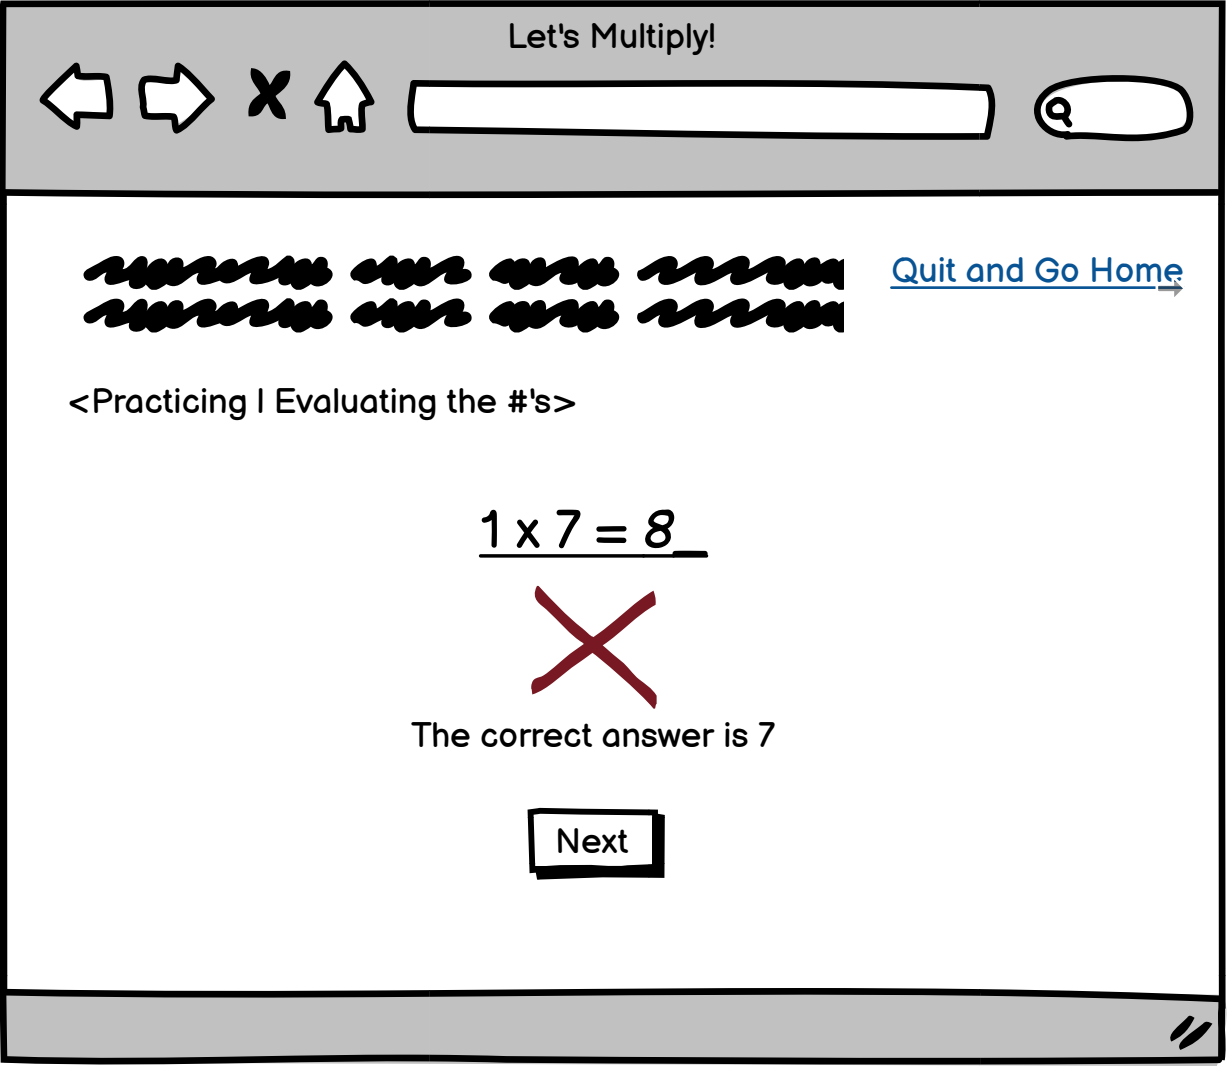 Let's Multiply!
Quit and Go Home
<Practicing | Evaluating the #'s>
1 x 7 = 8_
The correct answer is 7
Next